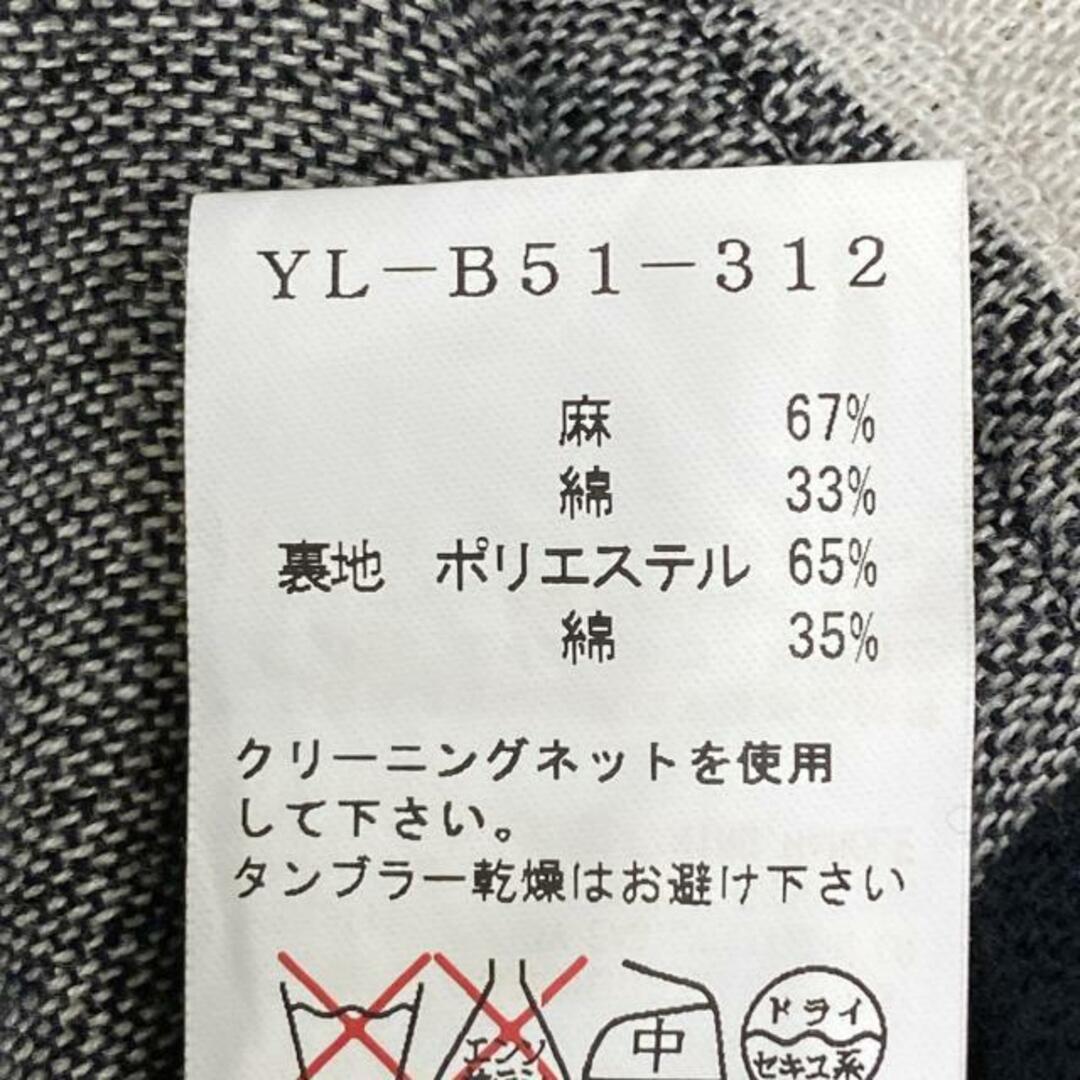 YL-B51-312
麻 67%
綿 33%
裏地 ポリエステル 65%
綿 35%
クリーニングネットを使用
して下さい。
タンブラー乾燥はお避け下さい
エンソ
中
ドライ
セキユ系